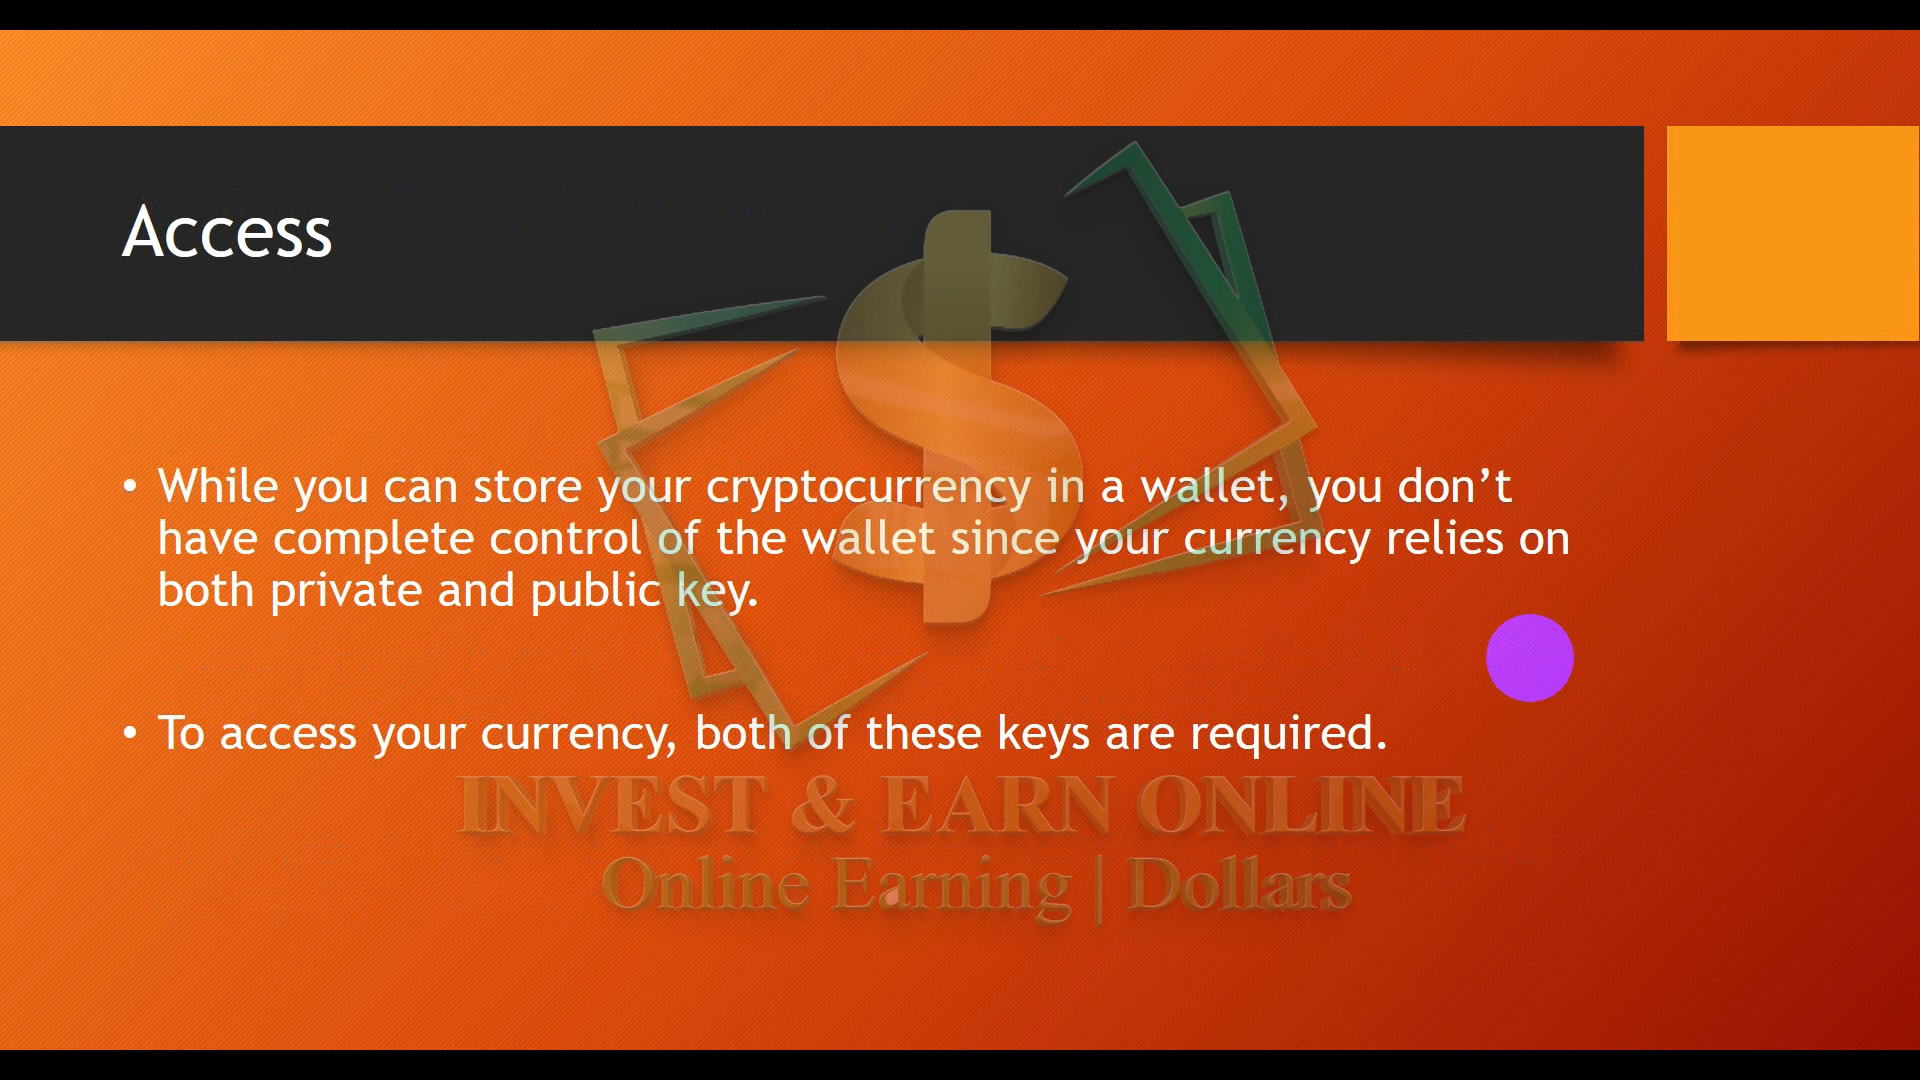 Access
• While you can store your cryptocurrency in a wallet, you don’t
have complete control of the wallet since your currency relies on
both private and public key.
• To access your currency, both of these keys are required.
INVEST & EARN ONLINE
Online Earning | Dollars